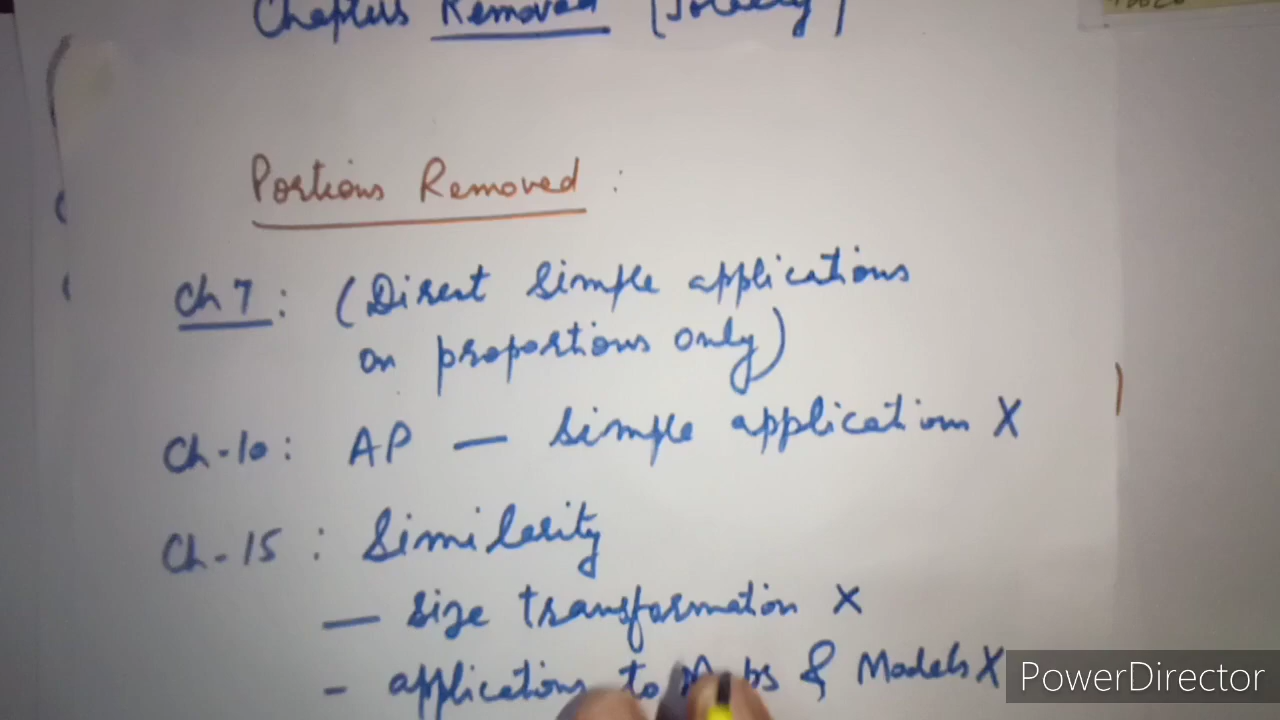 Chapters Removed
Portions Removed :
Ch 7 : (Direct Simple applications
on proportions only)
Ch-10 : AP — Simple application X
Ch-15 : Similarity
— size transformation X
- applications to Maps & Models X
PowerDirector